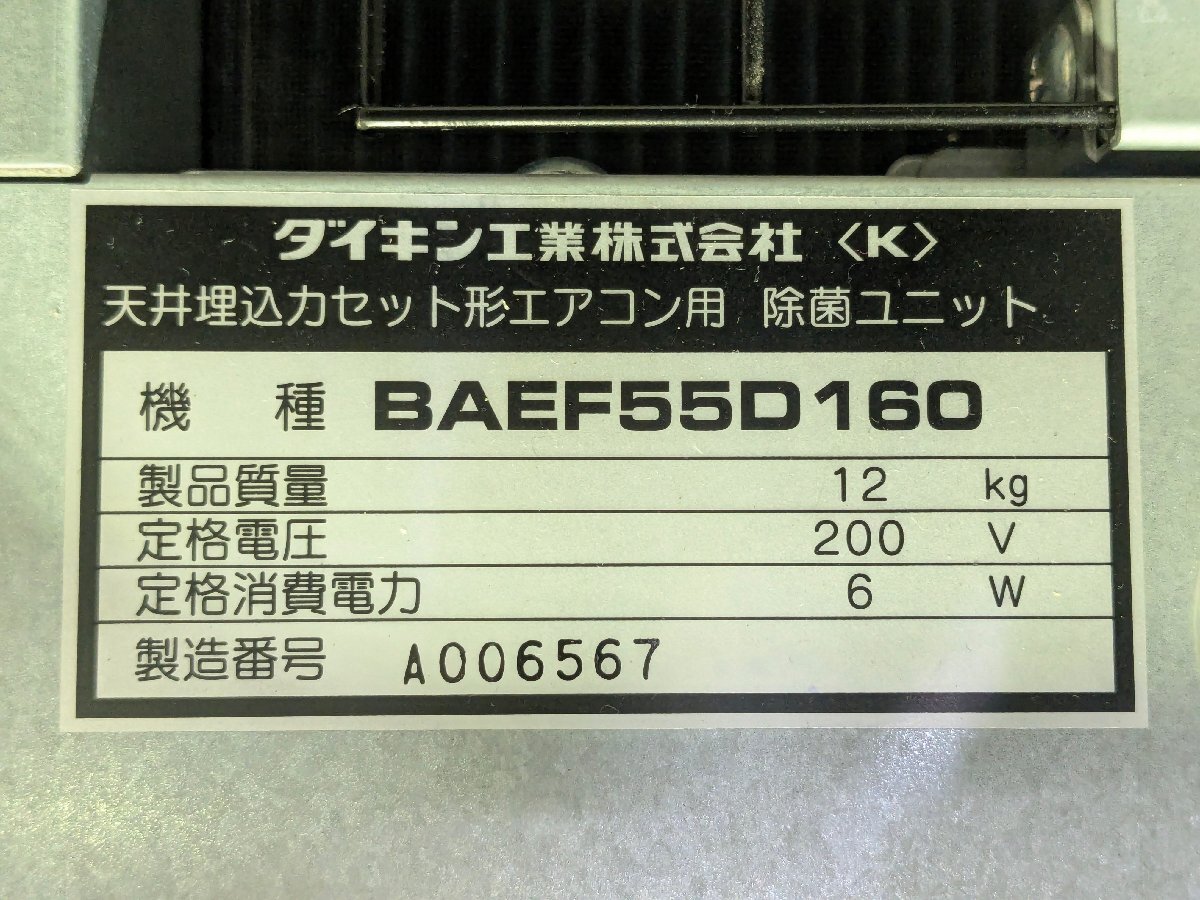 ダイキン工業株式会社 〈K〉
天井埋込カセット形エアコン用 除菌ユニット
機 種 BAEF55D160
製品質量 12 kg
定格電圧 200 V
定格消費電力 6 W
製造番号 A006567